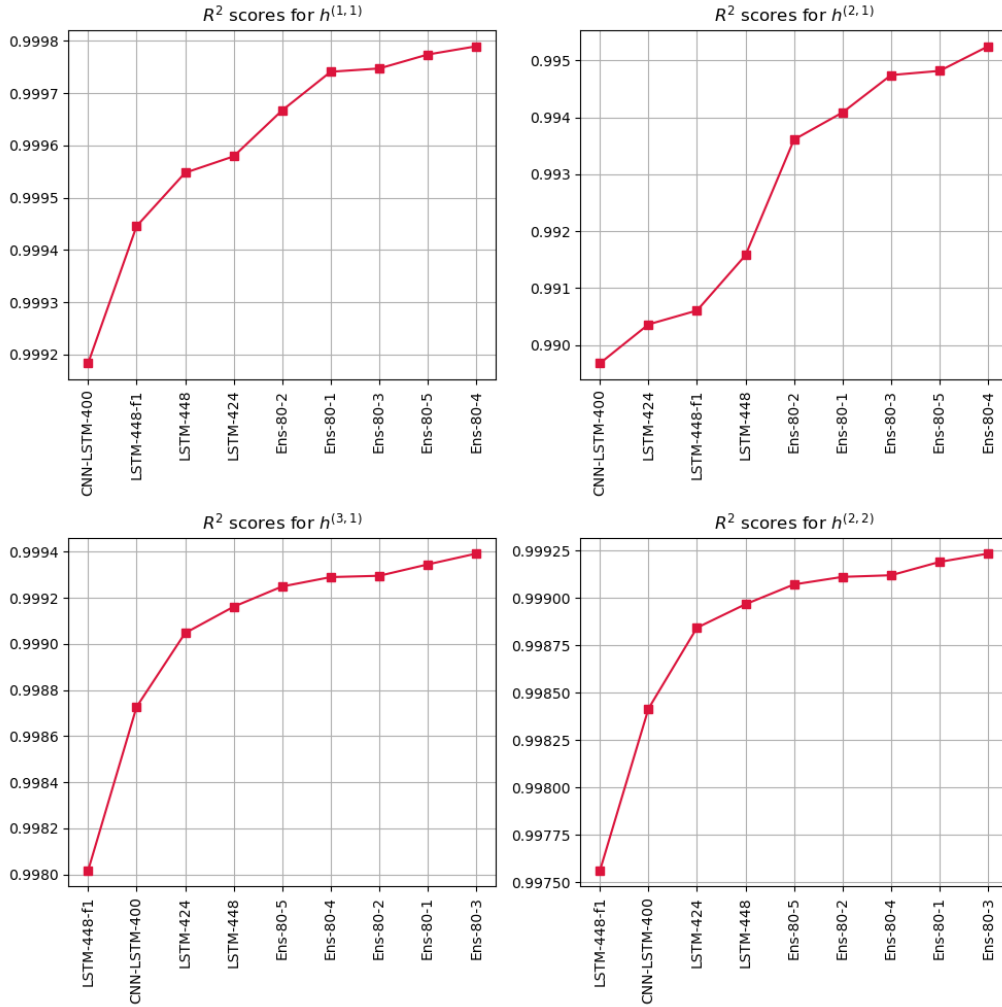 R² scores for h⁽¹,¹⁾
0.9998
0.9997
0.9996
0.9995
0.9994
0.9993
0.9992
CNN-LSTM-400
LSTM-448-f1
LSTM-448
LSTM-424
Ens-80-2
Ens-80-1
Ens-80-3
Ens-80-5
Ens-80-4
R² scores for h⁽²,¹⁾
0.995
0.994
0.993
0.992
0.991
0.990
CNN-LSTM-400
LSTM-424
LSTM-448-f1
LSTM-448
Ens-80-2
Ens-80-1
Ens-80-3
Ens-80-5
Ens-80-4
R² scores for h⁽³,¹⁾
0.9994
0.9992
0.9990
0.9988
0.9986
0.9984
0.9982
0.9980
LSTM-448-f1
CNN-LSTM-400
LSTM-424
LSTM-448
Ens-80-5
Ens-80-4
Ens-80-2
Ens-80-1
Ens-80-3
R² scores for h⁽²,²⁾
0.99925
0.99900
0.99875
0.99850
0.99825
0.99800
0.99775
0.99750
LSTM-448-f1
CNN-LSTM-400
LSTM-424
LSTM-448
Ens-80-5
Ens-80-2
Ens-80-4
Ens-80-1
Ens-80-3